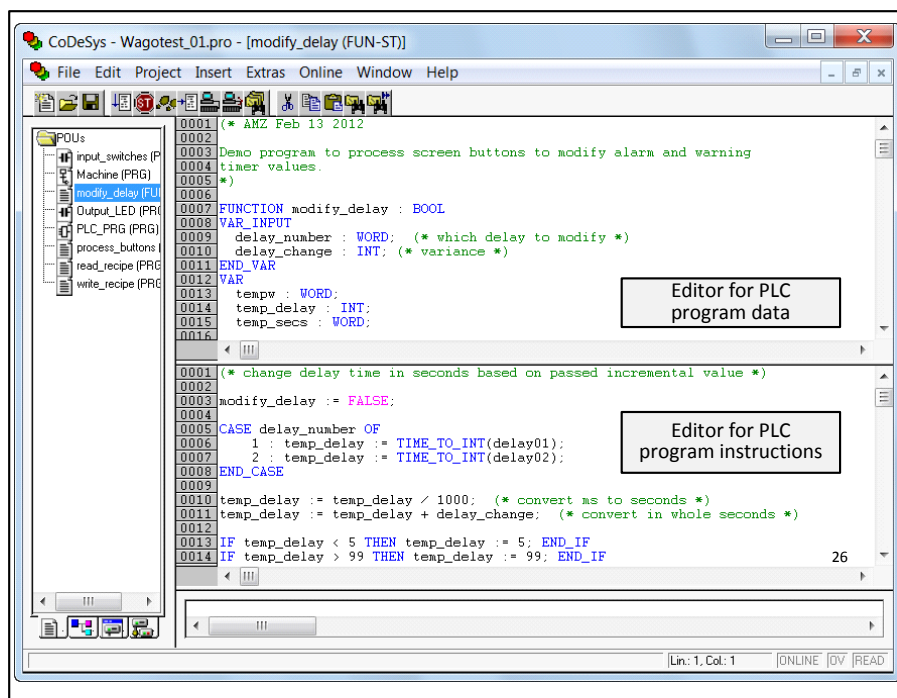 CoDeSys - Wagotest_01.pro - [modify_delay (FUN-ST)]
File Edit Project Insert Extras Online Window Help
POUs
input_switches (P
Machine (PRG)
modify_delay (FUI
Output_LED (PRG
PLC_PRG (PRG)
process_buttons (
read_recipe (PRG
write_recipe (PRG
0001 (* AMZ Feb 13 2012
0002
0003 Demo program to process screen buttons to modify alarm and warning
0004 timer values.
0005 *)
0006
0007 FUNCTION modify_delay : BOOL
0008 VAR_INPUT
0009 delay_number : WORD; (* which delay to modify *)
0010 delay_change : INT; (* variance *)
0011 END_VAR
0012 VAR
0013 tempw : WORD;
0014 temp_delay : INT;
0015 temp_secs : WORD;
0016
Editor for PLC
program data
0001 (* change delay time in seconds based on passed incremental value *)
0002
0003 modify_delay := FALSE;
0004
0005 CASE delay_number OF
0006 1 : temp_delay := TIME_TO_INT(delay01);
0007 2 : temp_delay := TIME_TO_INT(delay02);
0008 END_CASE
0009
0010 temp_delay := temp_delay / 1000; (* convert ms to seconds *)
0011 temp_delay := temp_delay + delay_change; (* convert in whole seconds *)
0012
0013 IF temp_delay < 5 THEN temp_delay := 5; END_IF
0014 IF temp_delay > 99 THEN temp_delay := 99; END_IF
Editor for PLC
program instructions
26
Lin.: 1, Col.: 1 ONLINE OV READ